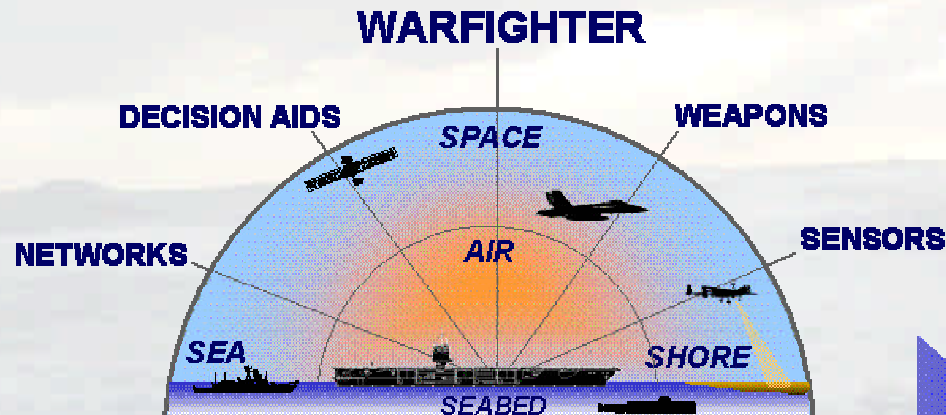 WARFIGHTER
DECISION AIDS
WEAPONS
SPACE
NETWORKS
AIR
SENSORS
SEA
SHORE
SEABED